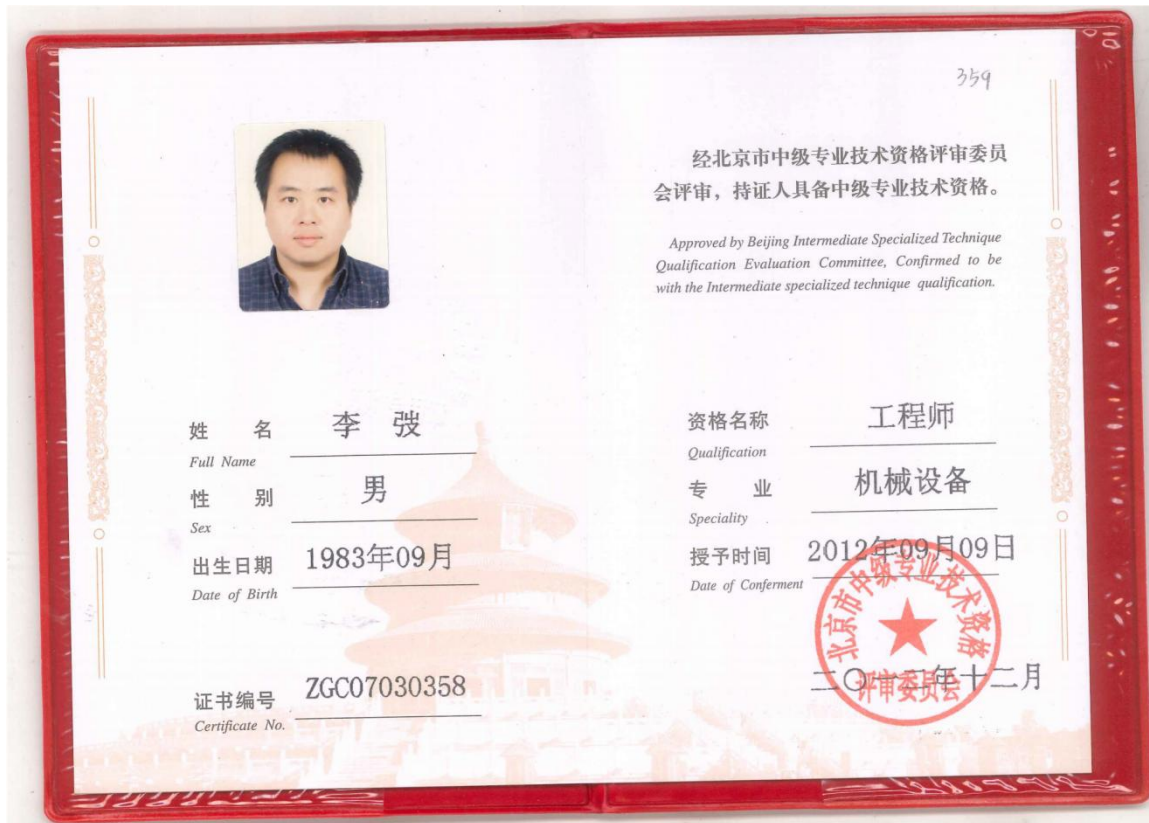 359
经北京市中级专业技术资格评审委员
会评审，持证人具备中级专业技术资格。
Approved by Beijing Intermediate Specialized Technique
Qualification Evaluation Committee, Confirmed to be
with the Intermediate specialized technique qualification.
姓 名 李 弢
Full Name
性 别 男
Sex
出生日期 1983年09月
Date of Birth
证书编号 ZGC07030358
Certificate No.
资格名称 工程师
Qualification
专 业 机械设备
Speciality
授予时间 2012年09月09日
Date of Conferment
北京市中级专业技术资格
评审委员会
二〇一二年十二月